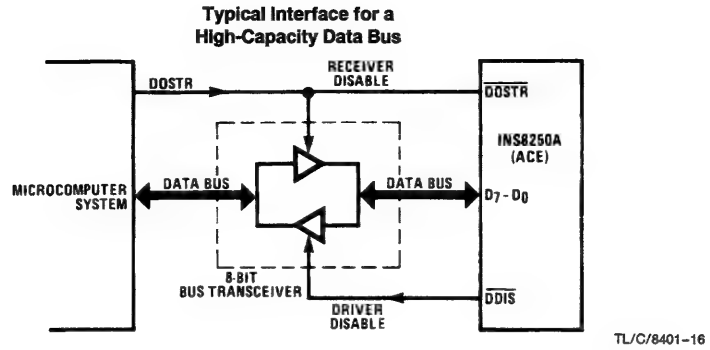 Typical Interface for a
High-Capacity Data Bus
RECEIVER
DISABLE
DOSTR
DOSTR
INS8250A
(ACE)
MICROCOMPUTER
SYSTEM
DATA BUS
DATA BUS
D7-D0
8-BIT
BUS TRANSCEIVER
DDIS
DRIVER
DISABLE
TL/C/8401-16